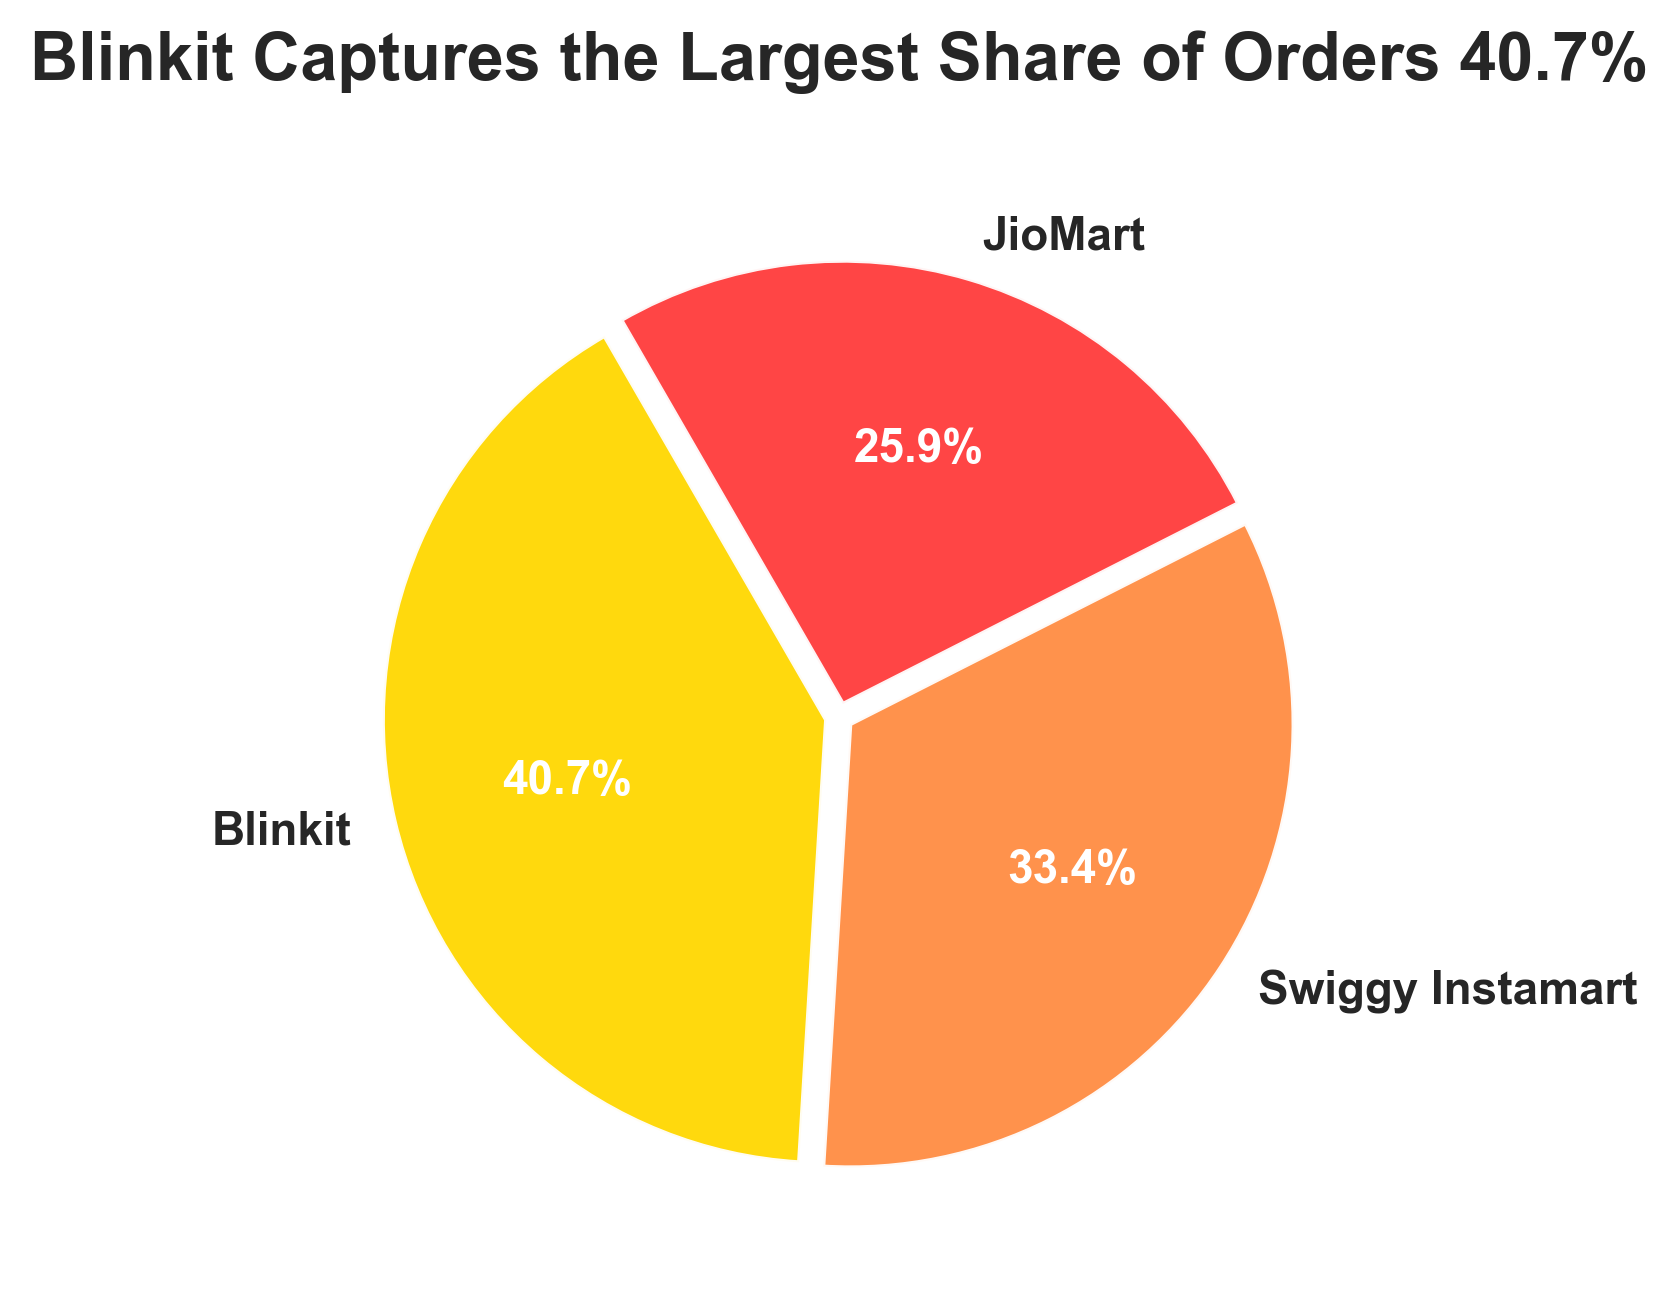 Blinkit Captures the Largest Share of Orders 40.7%
JioMart
25.9%
40.7%
Blinkit
33.4%
Swiggy Instamart